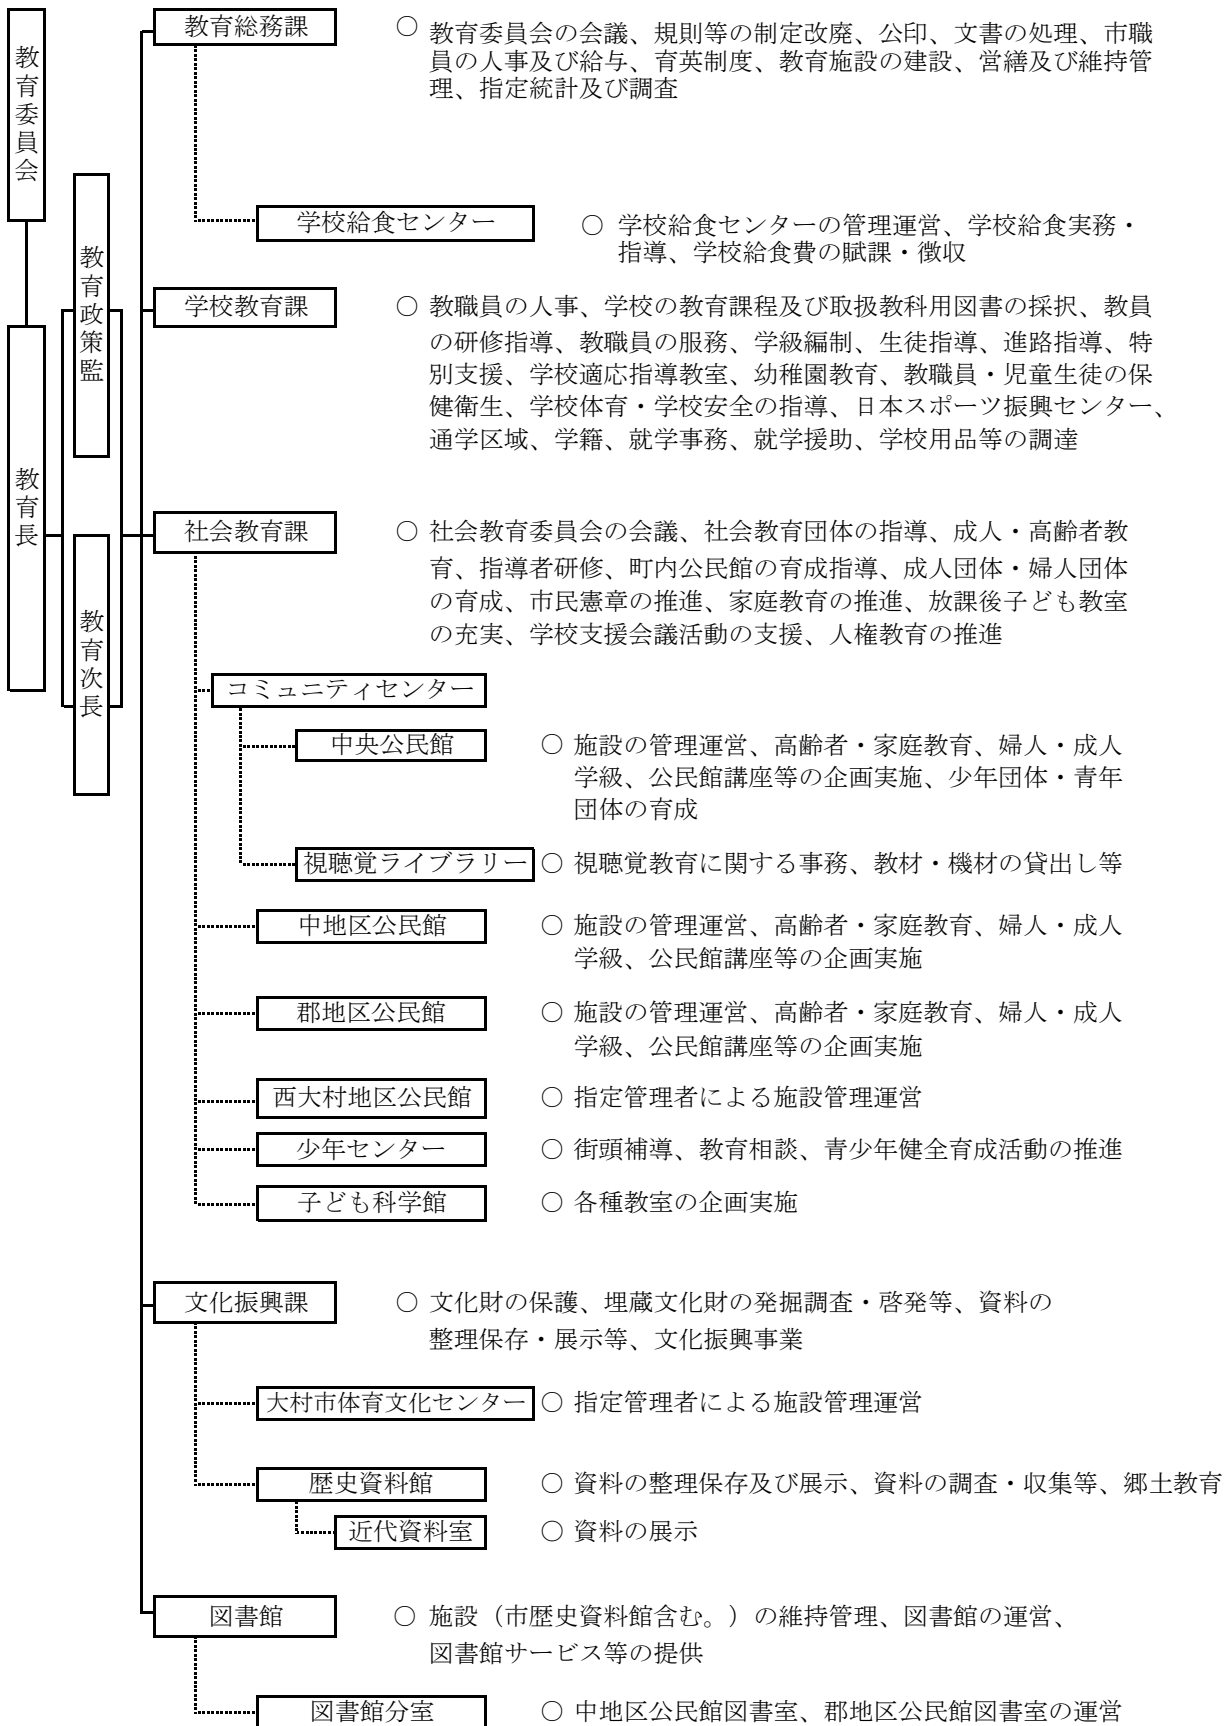 教育委員会
教育長
教育政策監
教育次長
教育総務課
○ 教育委員会の会議、規則等の制定改廃、公印、文書の処理、市職
員の人事及び給与、育英制度、教育施設の建設、営繕及び維持管
理、指定統計及び調査
学校給食センター
○ 学校給食センターの管理運営、学校給食実務・
指導、学校給食費の賦課・徴収
学校教育課
○ 教職員の人事、学校の教育課程及び取扱教科用図書の採択、教員
の研修指導、教職員の服務、学級編制、生徒指導、進路指導、特
別支援、学校適応指導教室、幼稚園教育、教職員・児童生徒の保
健衛生、学校体育・学校安全の指導、日本スポーツ振興センター、
通学区域、学籍、就学事務、就学援助、学校用品等の調達
社会教育課
○ 社会教育委員会の会議、社会教育団体の指導、成人・高齢者教
育、指導者研修、町内公民館の育成指導、成人団体・婦人団体
の育成、市民憲章の推進、家庭教育の推進、放課後子ども教室
の充実、学校支援会議活動の支援、人権教育の推進
コミュニティセンター
中央公民館
○ 施設の管理運営、高齢者・家庭教育、婦人・成人
学級、公民館講座等の企画実施、少年団体・青年
団体の育成
視聴覚ライブラリー
○ 視聴覚教育に関する事務、教材・機材の貸出し等
中地区公民館
○ 施設の管理運営、高齢者・家庭教育、婦人・成人
学級、公民館講座等の企画実施
郡地区公民館
○ 施設の管理運営、高齢者・家庭教育、婦人・成人
学級、公民館講座等の企画実施
西大村地区公民館
○ 指定管理者による施設管理運営
少年センター
○ 街頭補導、教育相談、青少年健全育成活動の推進
子ども科学館
○ 各種教室の企画実施
文化振興課
○ 文化財の保護、埋蔵文化財の発掘調査・啓発等、資料の
整理保存・展示等、文化振興事業
大村市体育文化センター
○ 指定管理者による施設管理運営
歴史資料館
○ 資料の整理保存及び展示、資料の調査・収集等、郷土教育
近代資料室
○ 資料の展示
図書館
○ 施設（市歴史資料館含む。）の維持管理、図書館の運営、
図書館サービス等の提供
図書館分室
○ 中地区公民館図書室、郡地区公民館図書室の運営